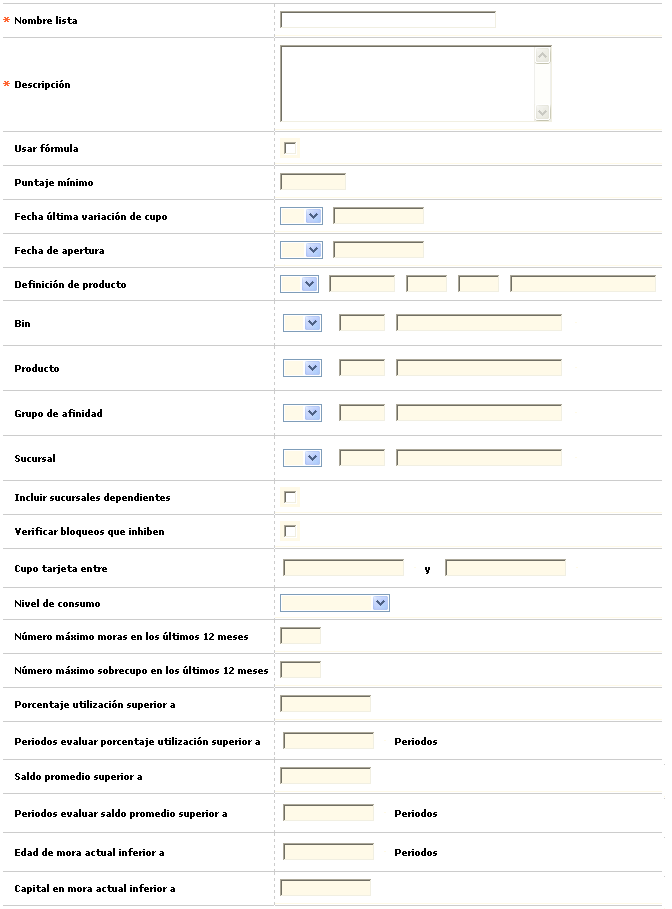 * Nombre lista
* Descripción
Usar fórmula
Puntaje mínimo
Fecha última variación de cupo
Fecha de apertura
Definición de producto
Bin
Producto
Grupo de afinidad
Sucursal
Incluir sucursales dependientes
Verificar bloqueos que inhiben
Cupo tarjeta entre y
Nivel de consumo
Número máximo moras en los últimos 12 meses
Número máximo sobrecupo en los últimos 12 meses
Porcentaje utilización superior a
Periodos evaluar porcentaje utilización superior a Periodos
Saldo promedio superior a
Periodos evaluar saldo promedio superior a Periodos
Edad de mora actual inferior a Periodos
Capital en mora actual inferior a